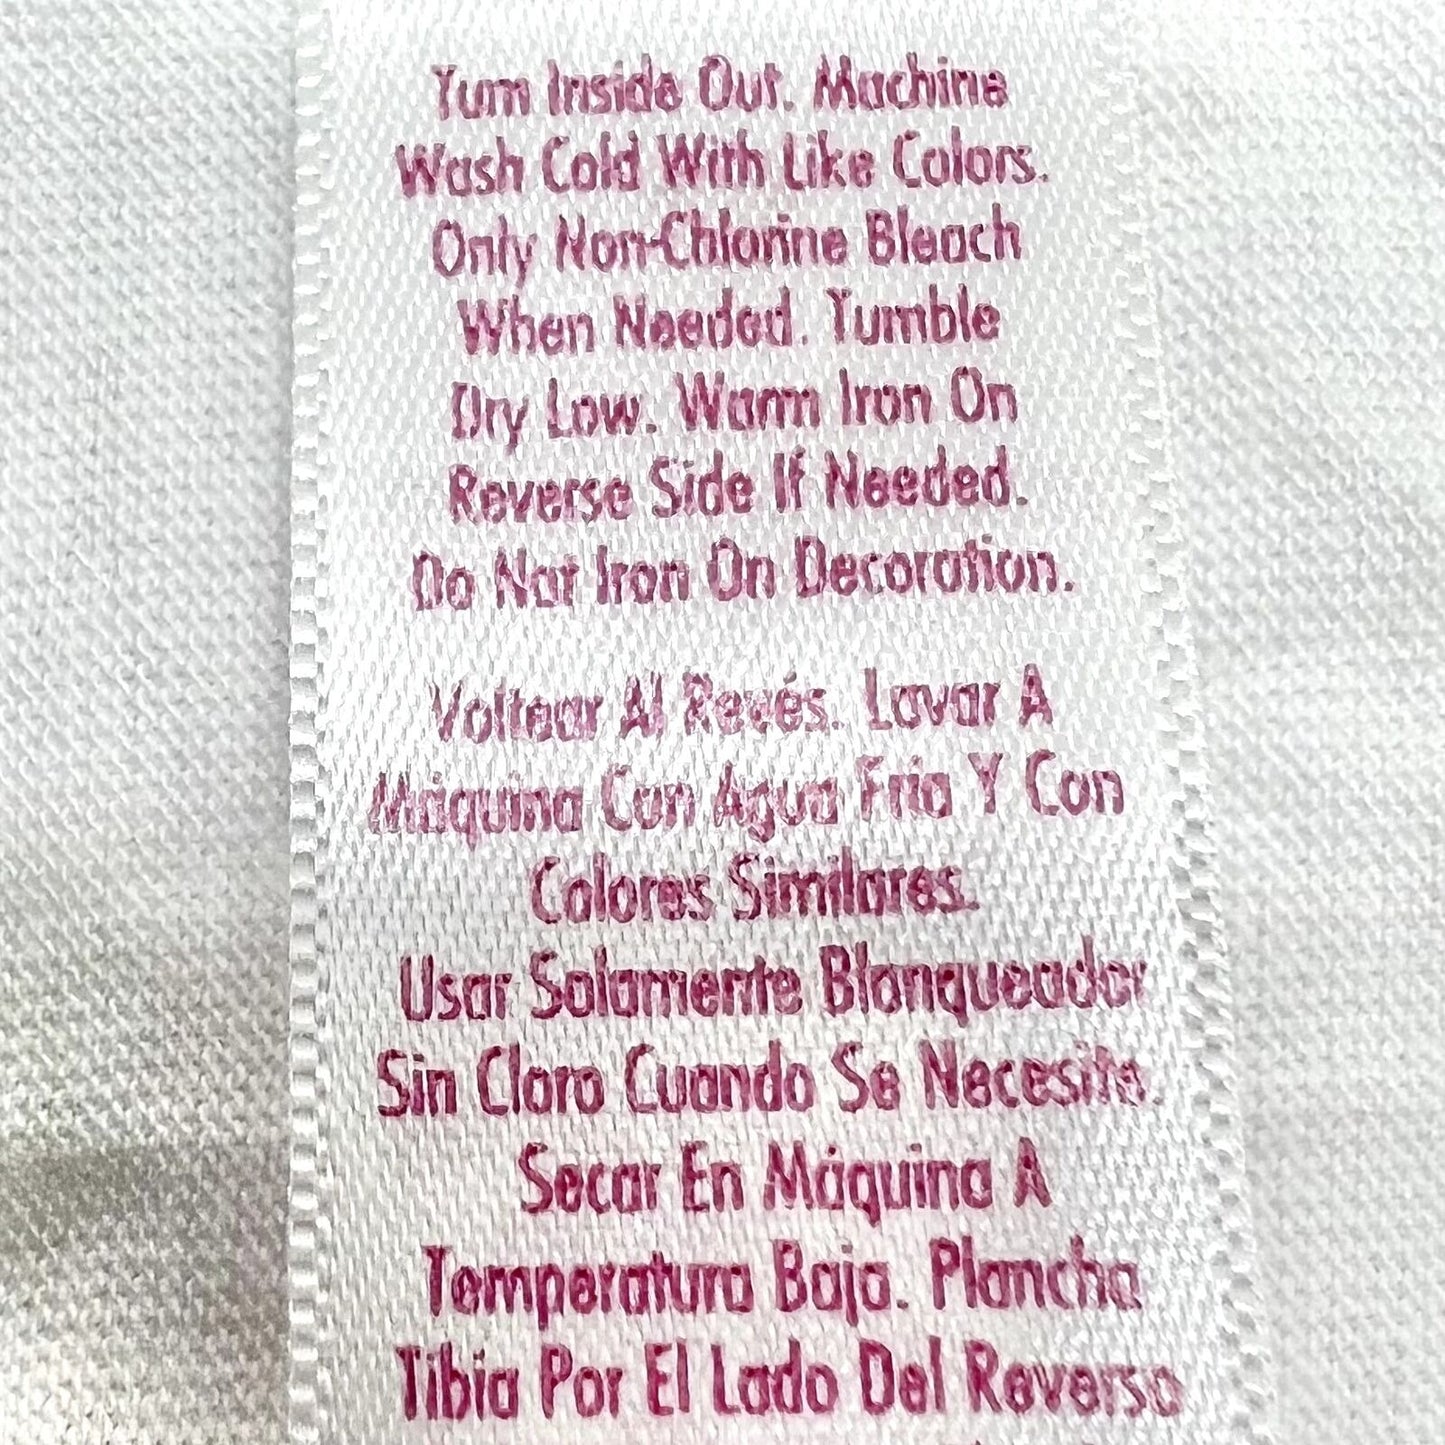 Turn Inside Out. Machine
Wash Cold With Like Colors.
Only Non-Chlorine Bleach
When Needed. Tumble
Dry Low. Warm Iron On
Reverse Side If Needed.
Do Not Iron On Decoration.
Voltear Al Revés. Lavar A
Máquina Con Agua Fría Y Con
Colores Similares.
Usar Solamente Blanqueador
Sin Cloro Cuando Se Necesite.
Secar En Máquina A
Temperatura Baja. Plancha
Tibia Por El Lado Del Reverso